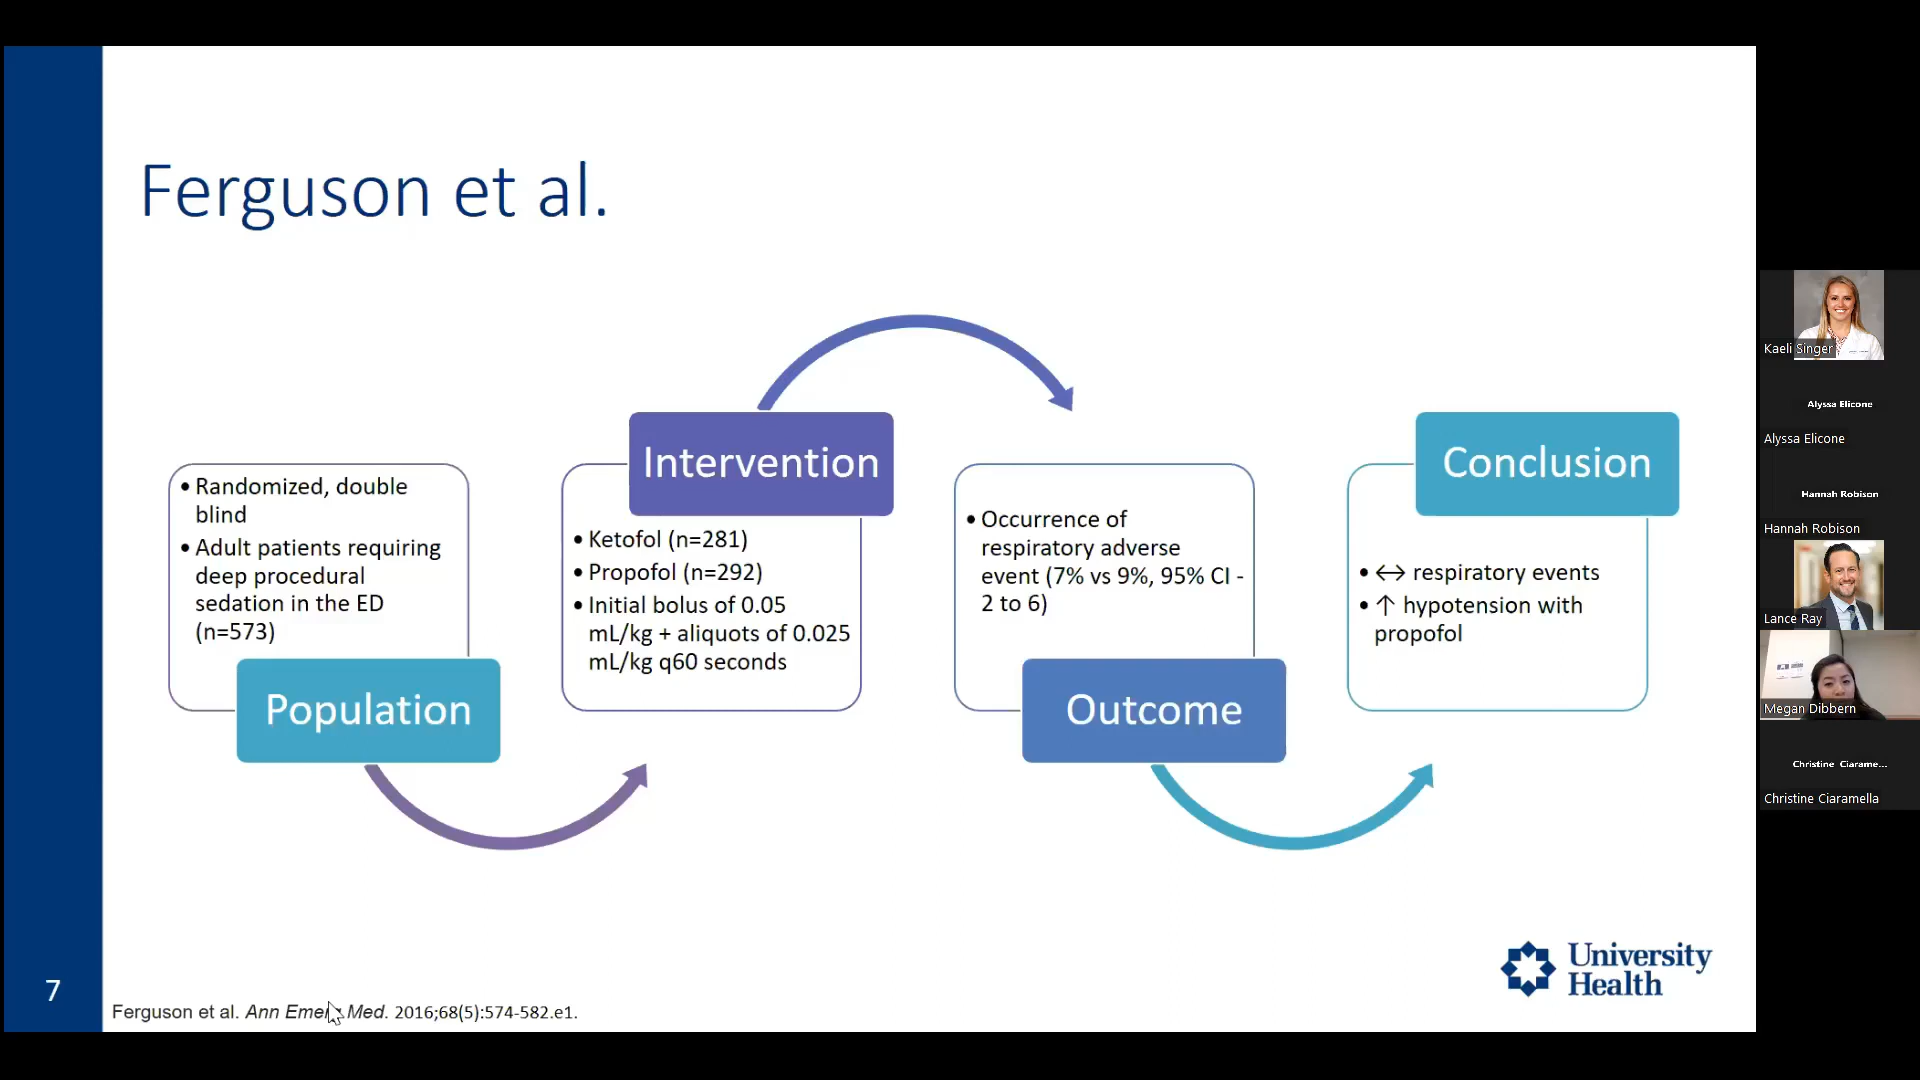 Ferguson et al.
• Randomized, double
blind
• Adult patients requiring
deep procedural
sedation in the ED
(n=573)
Population
Intervention
• Ketofol (n=281)
• Propofol (n=292)
• Initial bolus of 0.05
mL/kg + aliquots of 0.025
mL/kg q60 seconds
• Occurrence of
respiratory adverse
event (7% vs 9%, 95% CI -
2 to 6)
Outcome
Conclusion
• ↔ respiratory events
• ↑ hypotension with
propofol
University
Health
7
Ferguson et al. Ann Emerg Med. 2016;68(5):574-582.e1.
Kaeli Singer
Alyssa Elicone
Alyssa Elicone
Hannah Robison
Hannah Robison
Lance Ray
Megan Dibbern
Christine Ciarame...
Christine Ciaramella